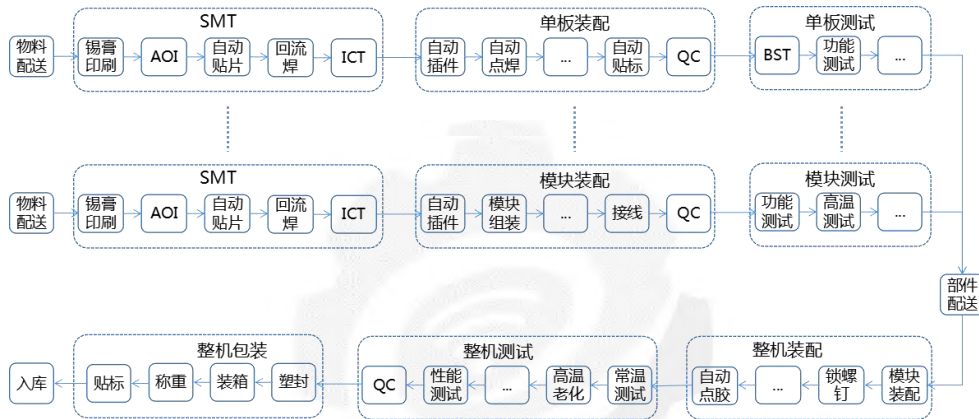 SMT
单板装配
单板测试
物料
配送
锡膏
印刷
AOI
自动
贴片
回流
焊
ICT
自动
插件
自动
点焊
...
自动
贴标
QC
BST
功能
测试
...
SMT
模块装配
模块测试
物料
配送
锡膏
印刷
AOI
自动
贴片
回流
焊
ICT
自动
插件
模块
组装
...
接线
QC
功能
测试
高温
测试
...
部件
配送
整机包装
整机测试
整机装配
入库
贴标
称重
装箱
塑封
QC
性能
测试
...
高温
老化
常温
测试
自动
点胶
...
锁螺
钉
模块
装配